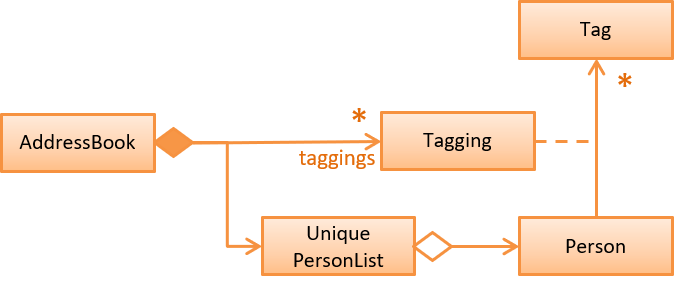 Tag
*
*
AddressBook
Tagging
taggings
Unique
PersonList
Person